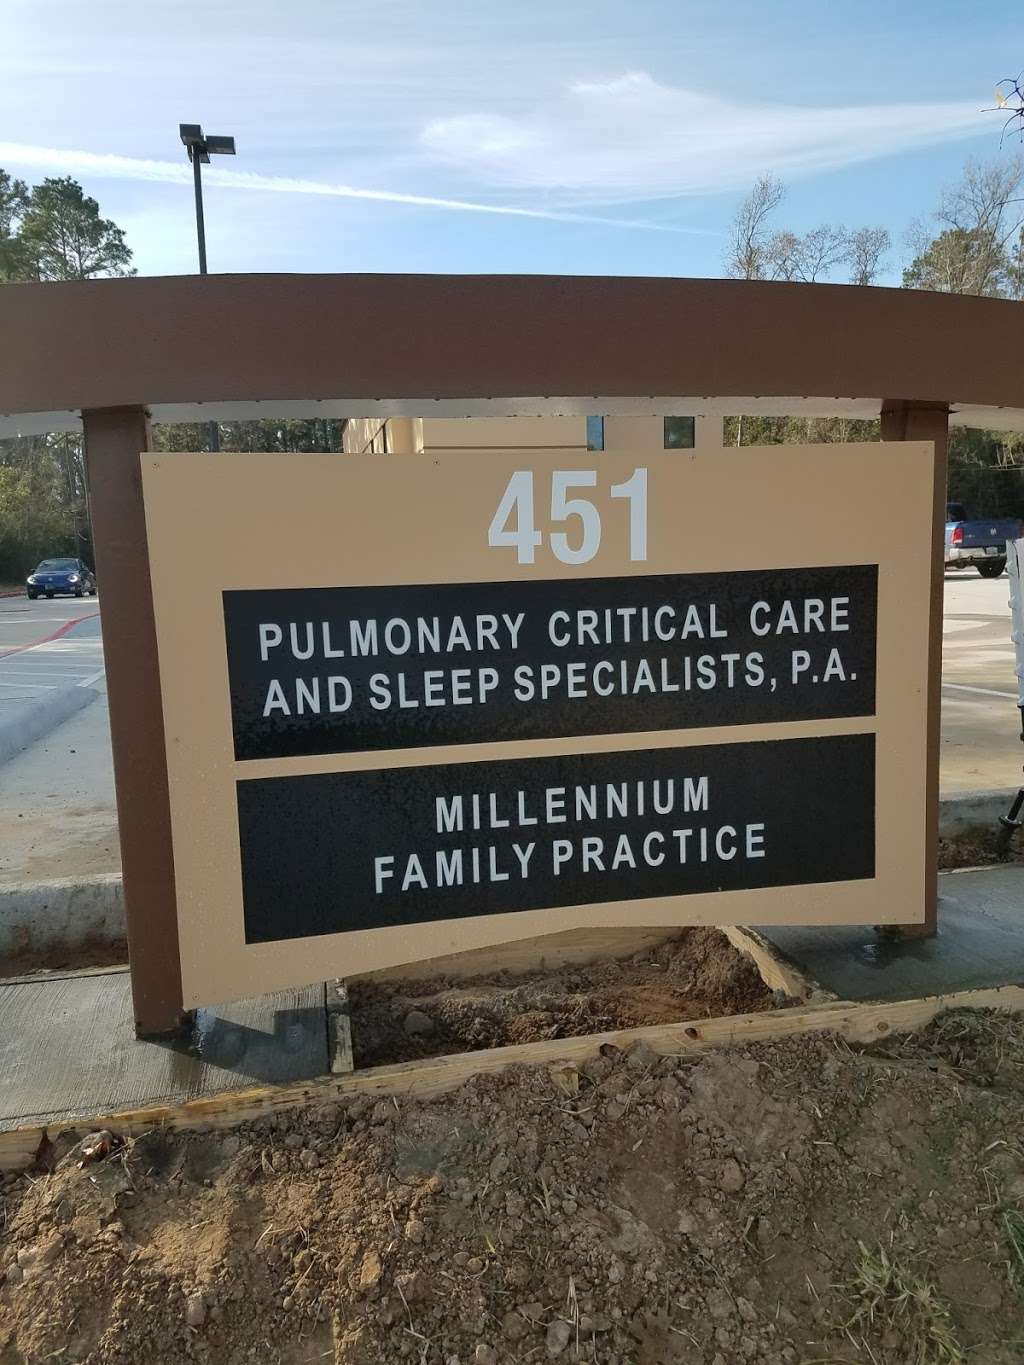 451
PULMONARY CRITICAL CARE
AND SLEEP SPECIALISTS, P.A.
MILLENNIUM
FAMILY PRACTICE